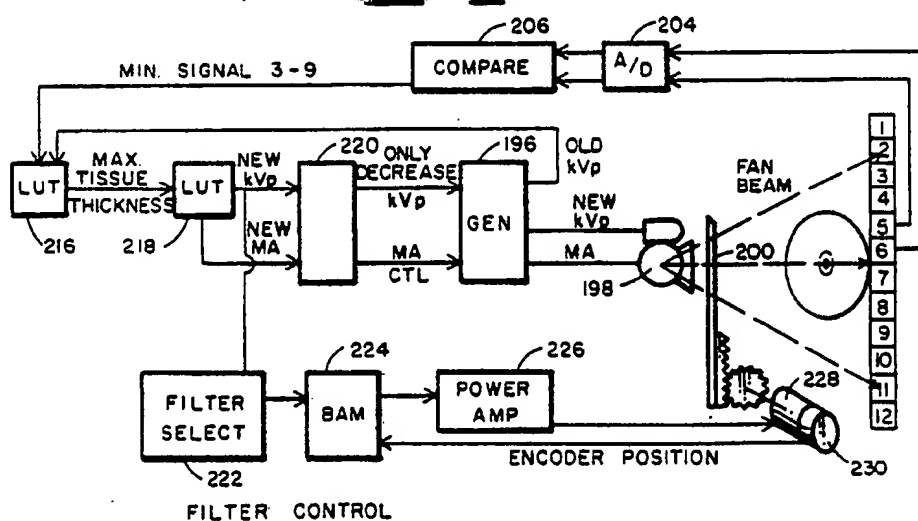 206
204
COMPARE
A/D
MIN. SIGNAL 3-9
220
196
OLD
kVp
ONLY
DECREASE
kVp
MAX.
TISSUE
THICKNESS
NEW
kVp
LUT
LUT
216
218
NEW
MA
MA
CTL
GEN
NEW
kVp
MA
198
200
FAN
BEAM
1
2
3
4
5
6
7
8
9
10
11
12
224
226
228
FILTER
SELECT
BAM
POWER
AMP
222
ENCODER POSITION
230
FILTER CONTROL